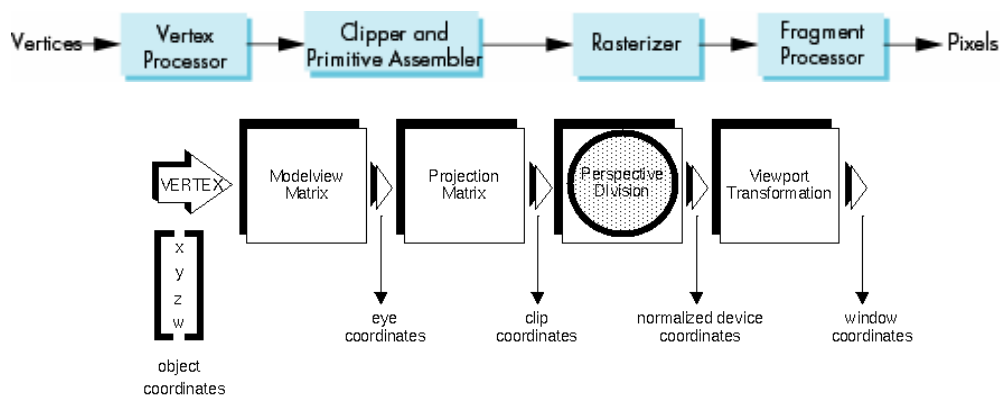 Vertices
Vertex
Processor
Clipper and
Primitive Assembler
Rasterizer
Fragment
Processor
Pixels
VERTEX
Modelview
Matrix
Projection
Matrix
Perspective
Division
Viewport
Transformation
x
y
z
w
object
coordinates
eye
coordinates
clip
coordinates
normalized device
coordinates
window
coordinates